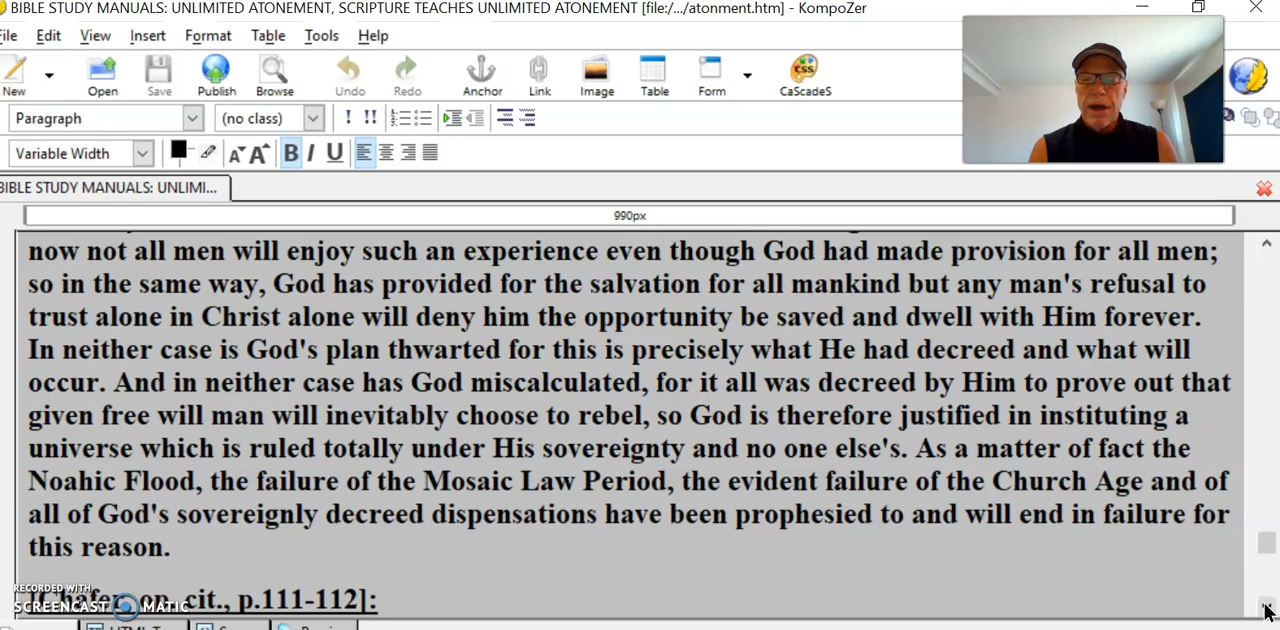 BIBLE STUDY MANUALS: UNLIMITED ATONEMENT, SCRIPTURE TEACHES UNLIMITED ATONEMENT [file:/.../atonment.htm] - KompoZer
File Edit View Insert Format Table Tools Help
New Open Save Publish Browse Undo Redo Anchor Link Image Table Form CaScadeS
Paragraph (no class) ! !!
Variable Width A A B I U
BIBLE STUDY MANUALS: UNLIMI...
990px
now not all men will enjoy such an experience even though God had made provision for all men;
so in the same way, God has provided for the salvation for all mankind but any man's refusal to
trust alone in Christ alone will deny him the opportunity be saved and dwell with Him forever.
In neither case is God's plan thwarted for this is precisely what He had decreed and what will
occur. And in neither case has God miscalculated, for it all was decreed by Him to prove out that
given free will man will inevitably choose to rebel, so God is therefore justified in instituting a
universe which is ruled totally under His sovereignty and no one else's. As a matter of fact the
Noahic Flood, the failure of the Mosaic Law Period, the evident failure of the Church Age and of
all of God's sovereignly decreed dispensations have been prophesied to and will end in failure for
this reason.
[Chafer, op. cit., p.111-112]:
RECORDED WITH
SCREENCAST MATIC